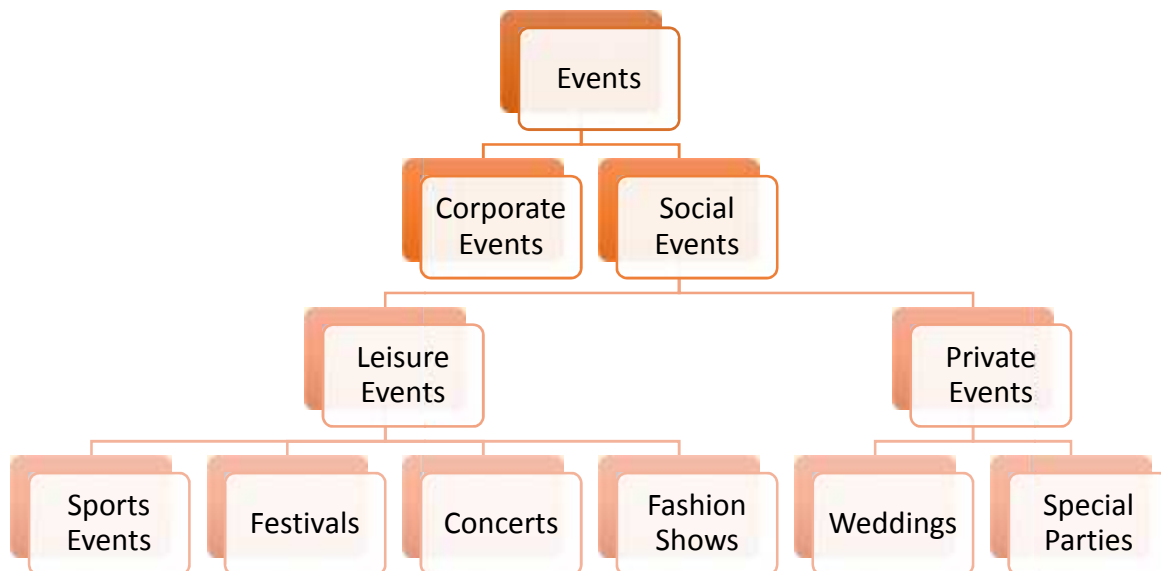 Events
Corporate
Events
Social
Events
Leisure
Events
Private
Events
Sports
Events
Festivals
Concerts
Fashion
Shows
Weddings
Special
Parties